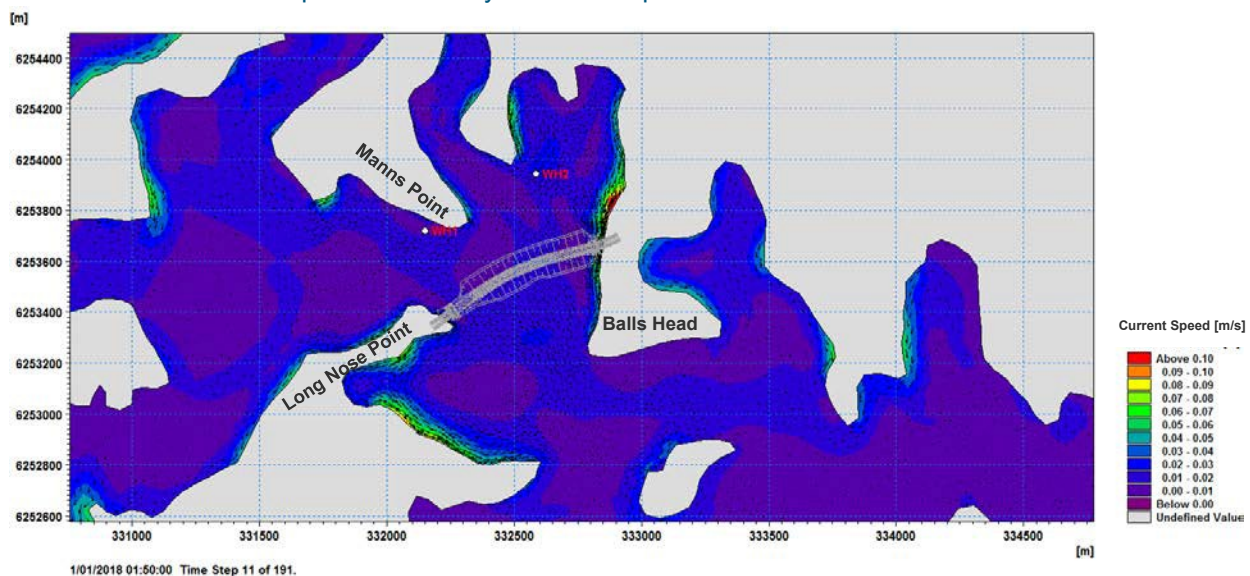 [m]
6254400
6254200
6254000
6253800
6253600
6253400
6253200
6253000
6252800
6252600
Manns Point
WH2
WH1
Balls Head
Long Nose Point
331000 331500 332000 332500 333000 333500 334000 334500
[m]
1/01/2018 01:50:00 Time Step 11 of 191.
Current Speed [m/s]
Above 0.10
0.09 - 0.10
0.08 - 0.09
0.07 - 0.08
0.06 - 0.07
0.05 - 0.06
0.04 - 0.05
0.03 - 0.04
0.02 - 0.03
0.01 - 0.02
0.00 - 0.01
Below 0.00
Undefined Value